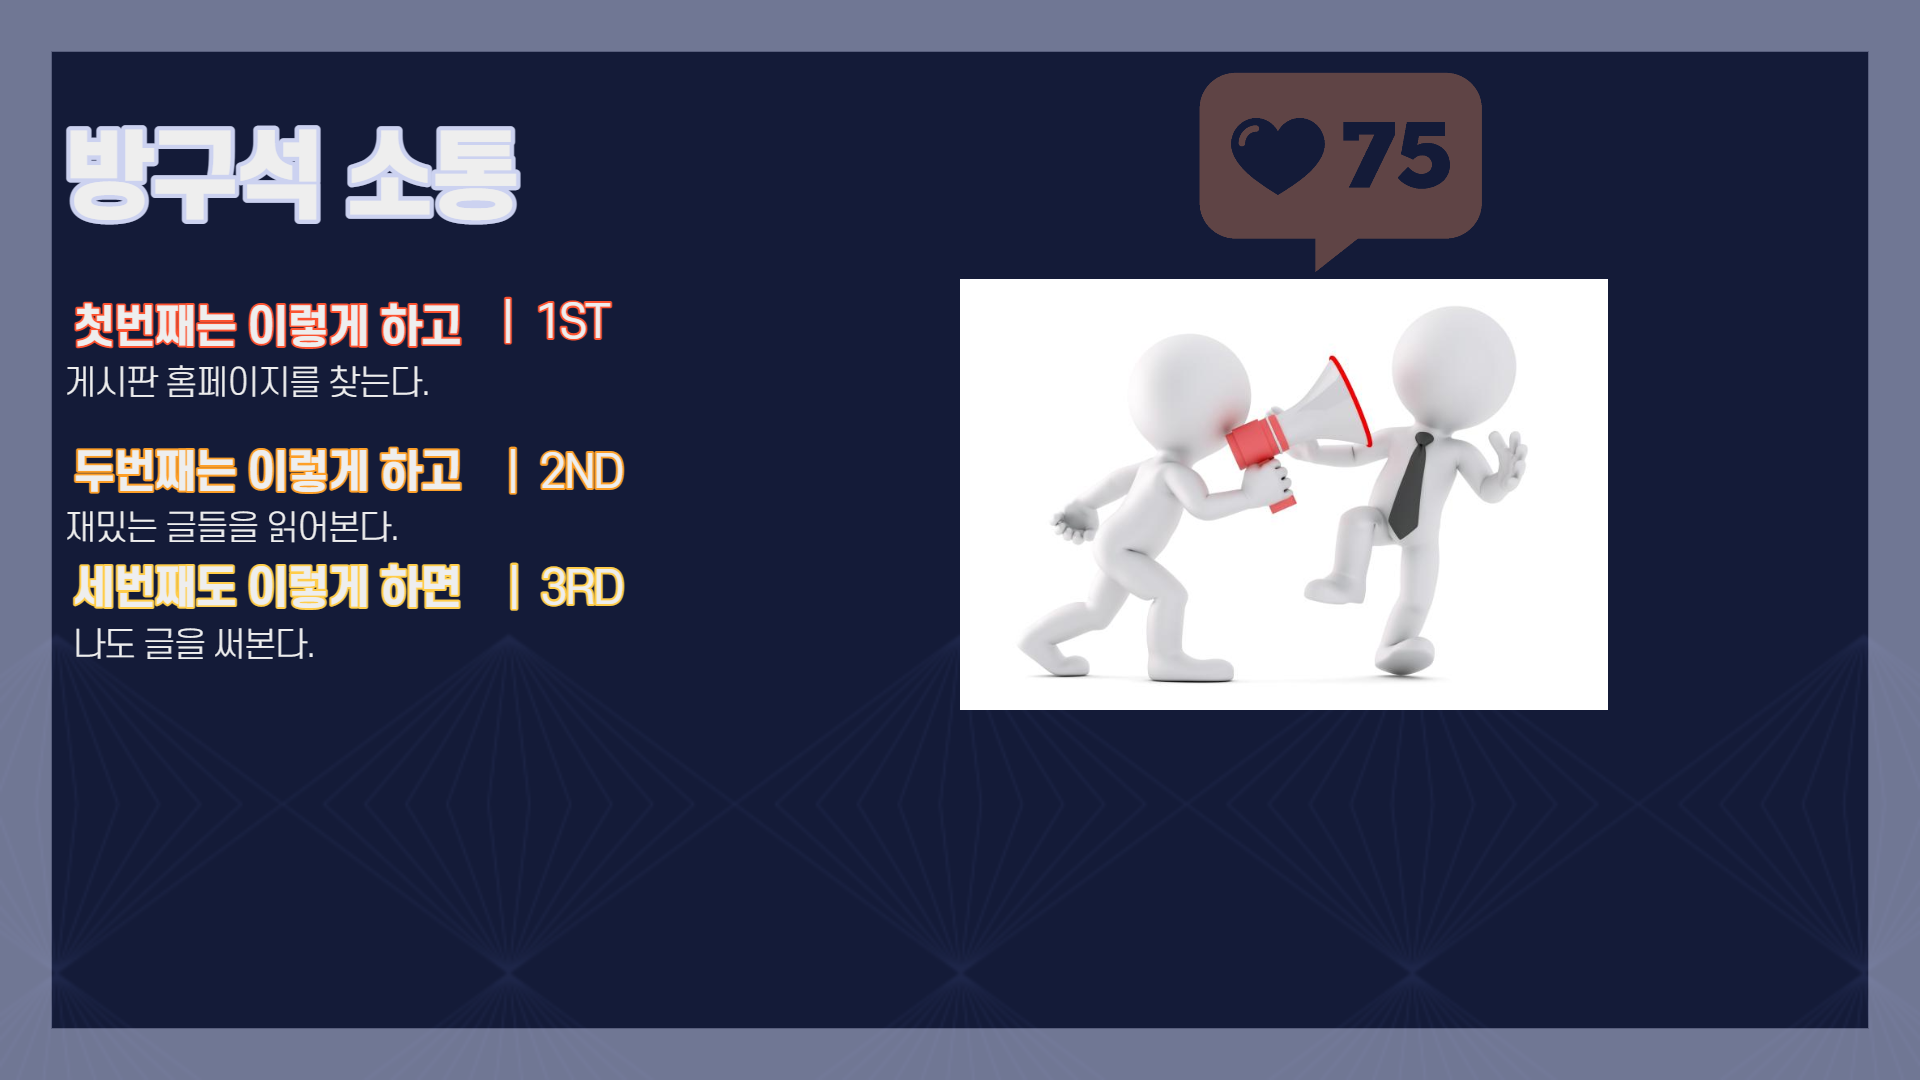 방구석 소통
75
첫번째는 이렇게 하고 | 1ST
게시판 홈페이지를 찾는다.
두번째는 이렇게 하고 | 2ND
재밌는 글들을 읽어본다.
세번째도 이렇게 하면 | 3RD
나도 글을 써본다.